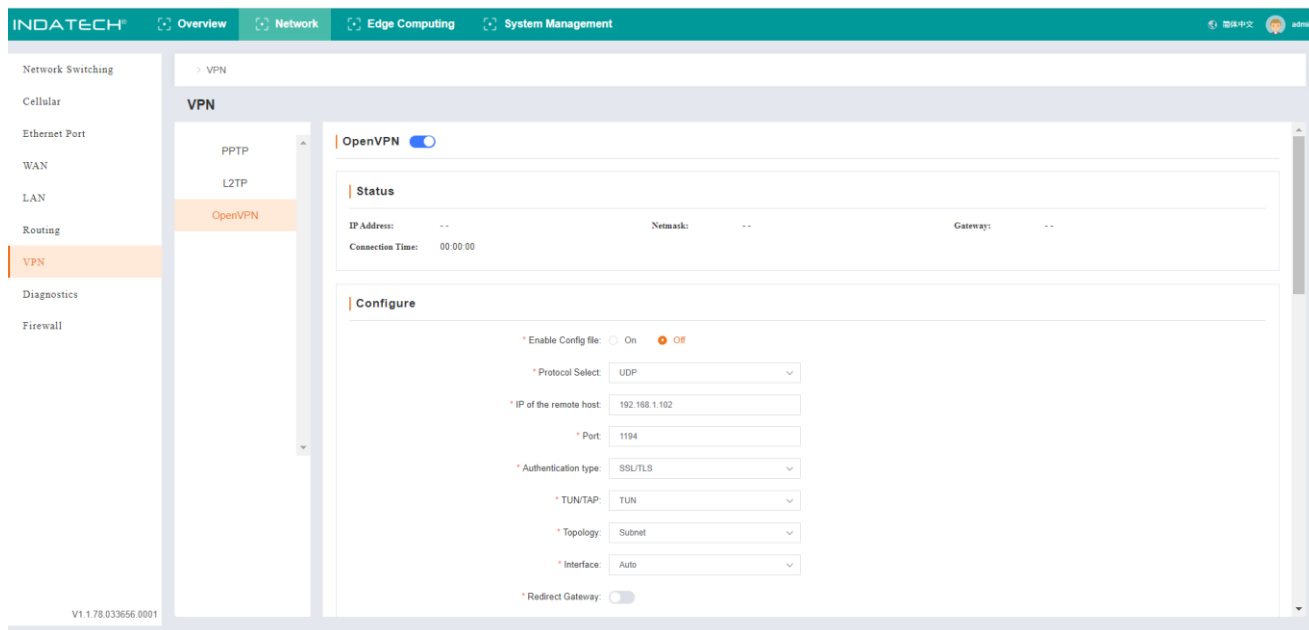 INDATECH® Overview Network Edge Computing System Management 简体中文
Network Switching
Cellular
Ethernet Port
WAN
LAN
Routing
VPN
Diagnostics
Firewall
V1.1.78.033656.0001
> VPN
VPN
PPTP
L2TP
OpenVPN
OpenVPN
Status
IP Address: - - Netmask: - - Gateway: - -
Connection Time: 00:00:00
Configure
* Enable Config file: On Off
* Protocol Select: UDP
* IP of the remote host: 192.168.1.102
* Port: 1194
* Authentication type: SSL/TLS
* TUN/TAP: TUN
* Topology: Subnet
* Interface: Auto
* Redirect Gateway: